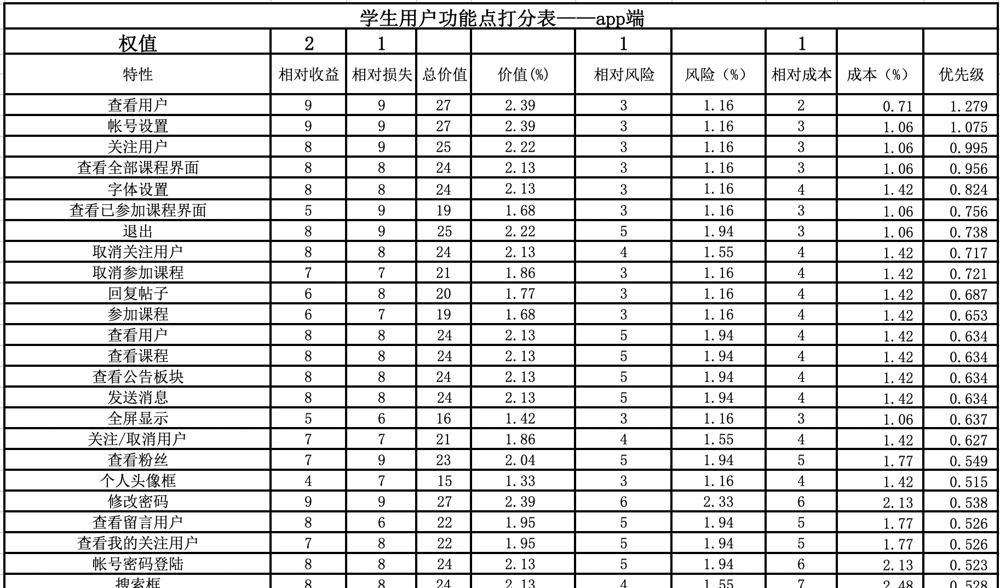 学生用户功能点打分表——app端
权值 2 1 1 1
特性 相对收益 相对损失 总价值 价值(%) 相对风险 风险（%） 相对成本 成本（%） 优先级
查看用户 9 9 27 2.39 3 1.16 2 0.71 1.279
帐号设置 9 9 27 2.39 3 1.16 3 1.06 1.075
关注用户 8 9 25 2.22 3 1.16 3 1.06 0.995
查看全部课程界面 8 8 24 2.13 3 1.16 3 1.06 0.956
字体设置 8 8 24 2.13 3 1.16 4 1.42 0.824
查看已参加课程界面 5 9 19 1.68 3 1.16 3 1.06 0.756
退出 8 9 25 2.22 5 1.94 3 1.06 0.738
取消关注用户 8 8 24 2.13 4 1.55 4 1.42 0.717
取消参加课程 7 7 21 1.86 3 1.16 4 1.42 0.721
回复帖子 6 8 20 1.77 3 1.16 4 1.42 0.687
参加课程 6 7 19 1.68 3 1.16 4 1.42 0.653
查看用户 8 8 24 2.13 5 1.94 4 1.42 0.634
查看课程 8 8 24 2.13 5 1.94 4 1.42 0.634
查看公告板块 8 8 24 2.13 5 1.94 4 1.42 0.634
发送消息 8 8 24 2.13 5 1.94 4 1.42 0.634
全屏显示 5 6 16 1.42 3 1.16 3 1.06 0.637
关注/取消用户 7 7 21 1.86 4 1.55 4 1.42 0.627
查看粉丝 7 9 23 2.04 5 1.94 5 1.77 0.549
个人头像框 4 7 15 1.33 3 1.16 4 1.42 0.515
修改密码 9 9 27 2.39 6 2.33 6 2.13 0.538
查看留言用户 8 6 22 1.95 5 1.94 5 1.77 0.526
查看我的关注用户 7 8 22 1.95 5 1.94 5 1.77 0.526
帐号密码登陆 8 8 24 2.13 5 1.94 6 2.13 0.523
搜索框 8 8 24 2.13 4 1.55 7 2.48 0.528